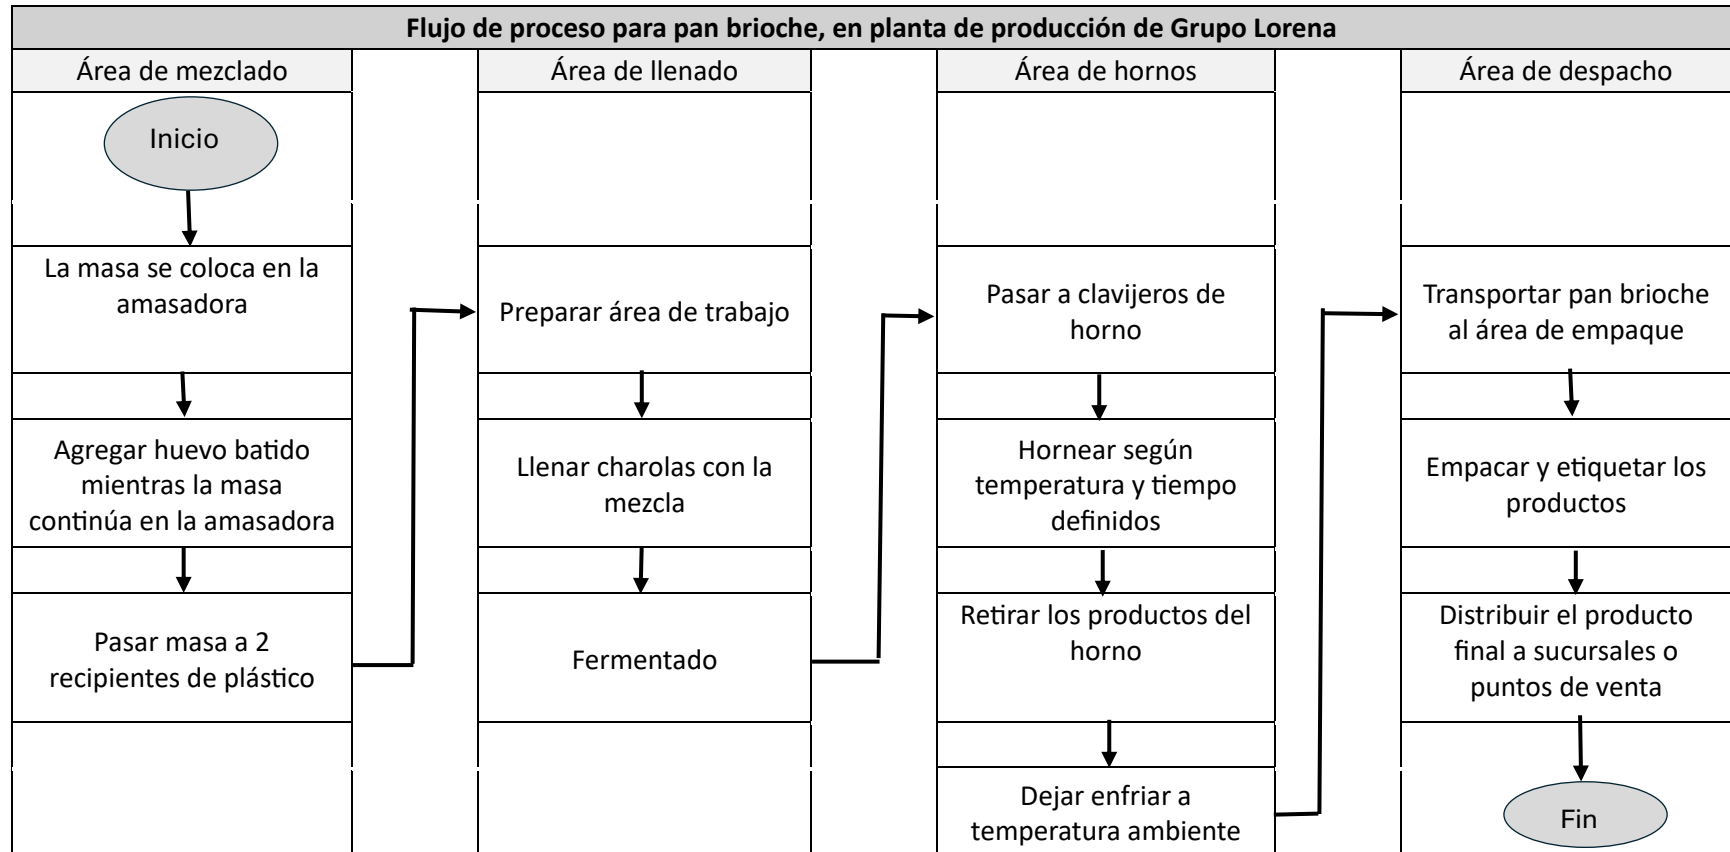 Flujo de proceso para pan brioche, en planta de producción de Grupo Lorena
Área de mezclado
Inicio
La masa se coloca en la
amasadora
Agregar huevo batido
mientras la masa
continúa en la amasadora
Pasar masa a 2
recipientes de plástico
Área de llenado
Preparar área de trabajo
Llenar charolas con la
mezcla
Fermentado
Área de hornos
Pasar a clavijeros de
horno
Hornear según
temperatura y tiempo
definidos
Retirar los productos del
horno
Dejar enfriar a
temperatura ambiente
Área de despacho
Transportar pan brioche
al área de empaque
Empacar y etiquetar los
productos
Distribuir el producto
final a sucursales o
puntos de venta
Fin